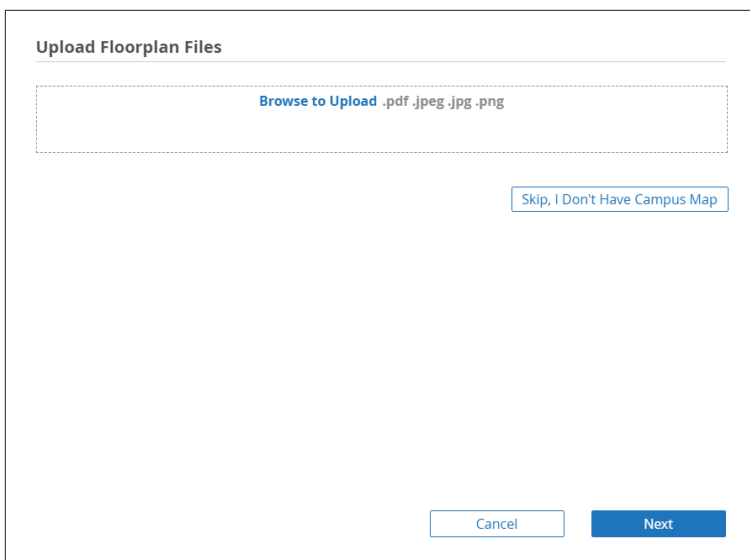 Upload Floorplan Files
Browse to Upload .pdf .jpeg .jpg .png
Skip, I Don't Have Campus Map
Cancel Next